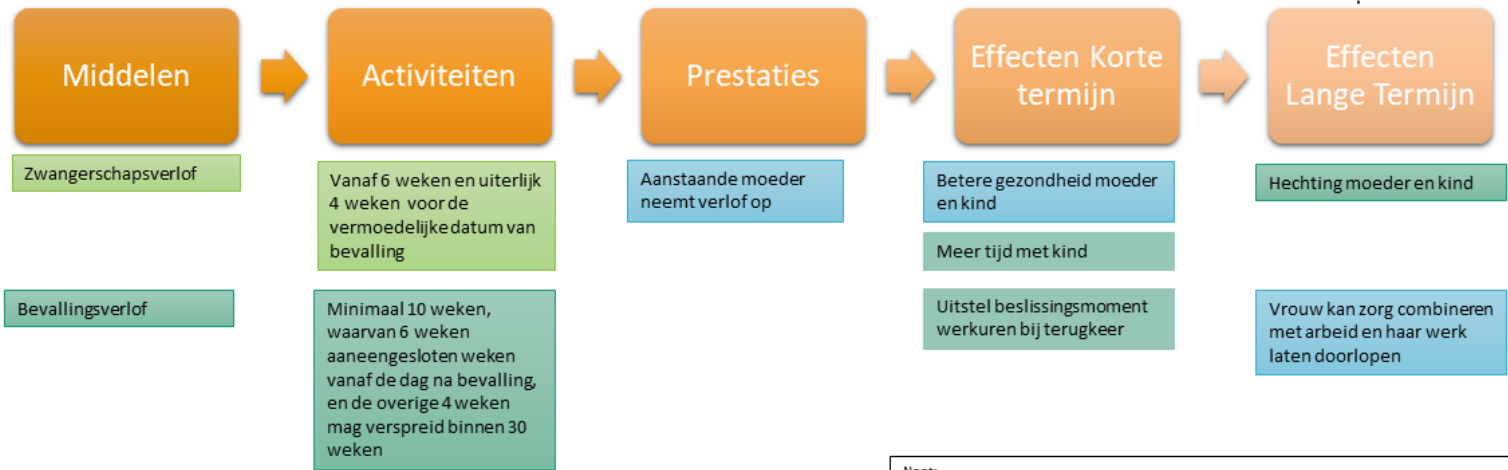 Middelen
Activiteiten
Prestaties
Effecten Korte
termijn
Effecten
Lange Termijn
Zwangerschapsverlof
Vanaf 6 weken en uiterlijk
4 weken voor de
vermoedelijke datum van
bevalling
Aanstaande moeder
neemt verlof op
Betere gezondheid moeder
en kind
Meer tijd met kind
Hechting moeder en kind
Bevallingsverlof
Minimaal 10 weken,
waarvan 6 weken
aaneengesloten weken
vanaf de dag na bevalling,
en de overige 4 weken
mag verspreid binnen 30
weken
Uitstel beslissingsmoment
werkuren bij terugkeer
Vrouw kan zorg combineren
met arbeid en haar werk
laten doorlopen